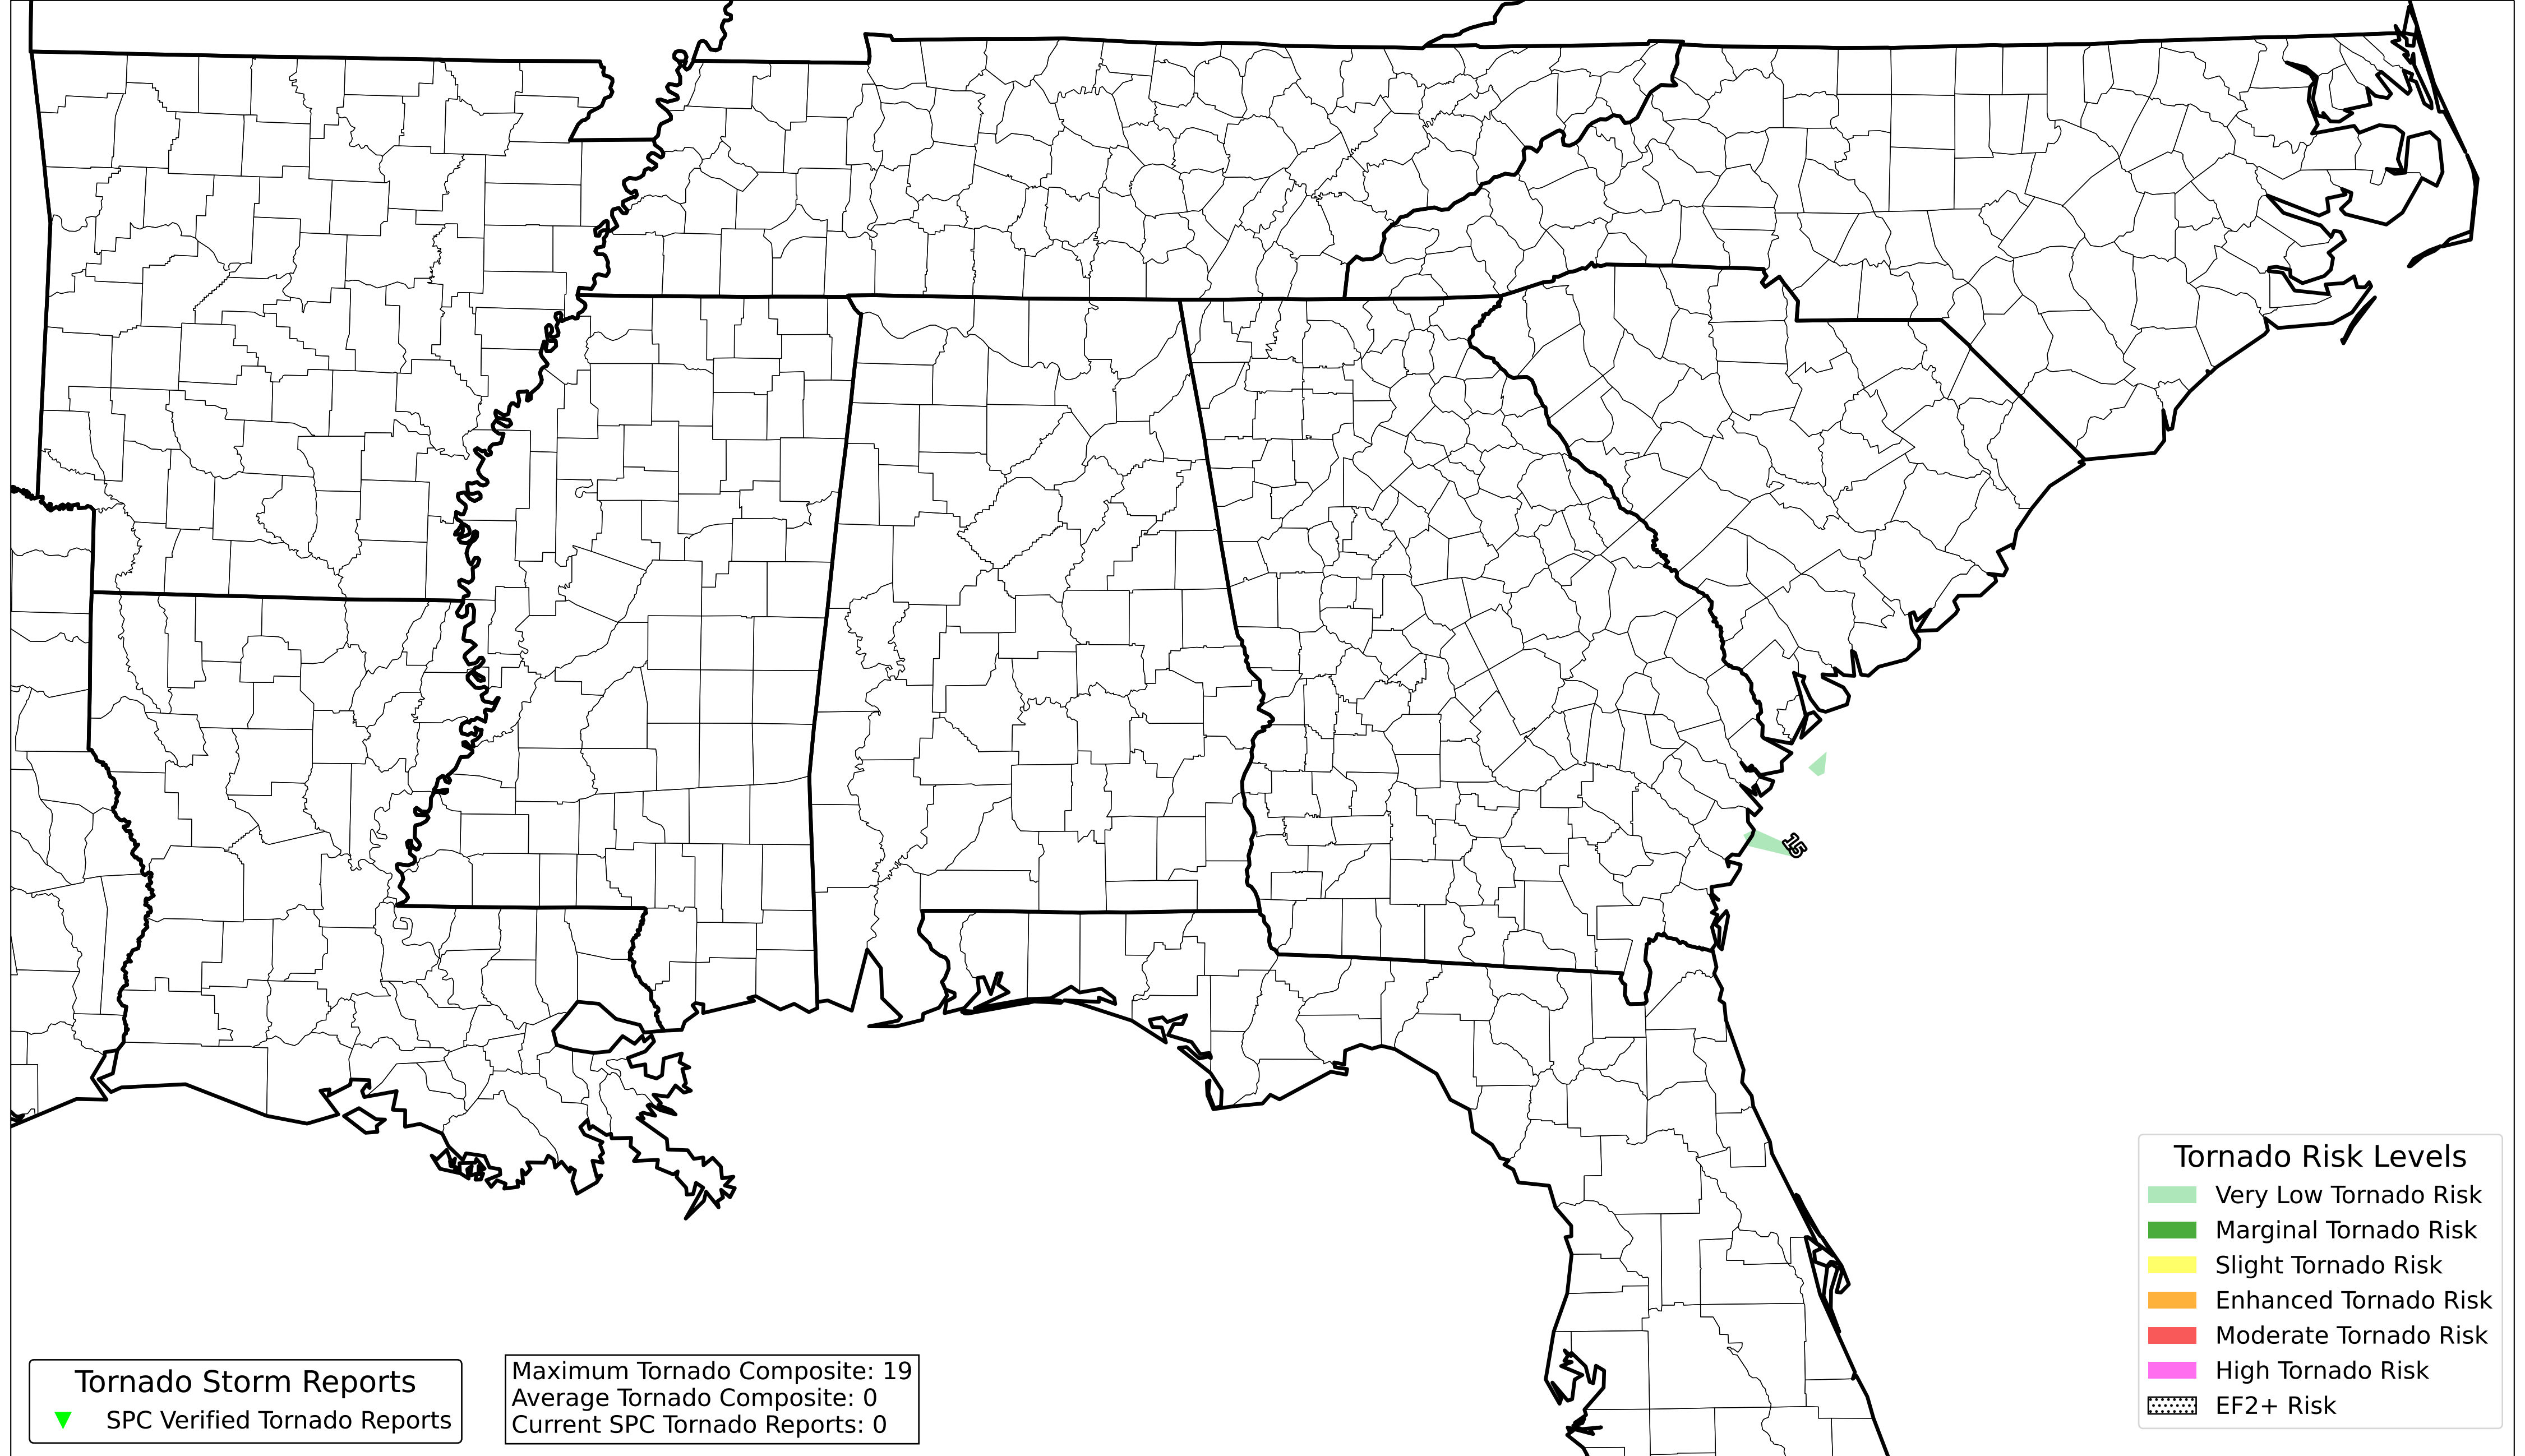 15
Tornado Risk Levels
Very Low Tornado Risk
Marginal Tornado Risk
Slight Tornado Risk
Enhanced Tornado Risk
Moderate Tornado Risk
High Tornado Risk
EF2+ Risk
Tornado Storm Reports
SPC Verified Tornado Reports
Maximum Tornado Composite: 19
Average Tornado Composite: 0
Current SPC Tornado Reports: 0